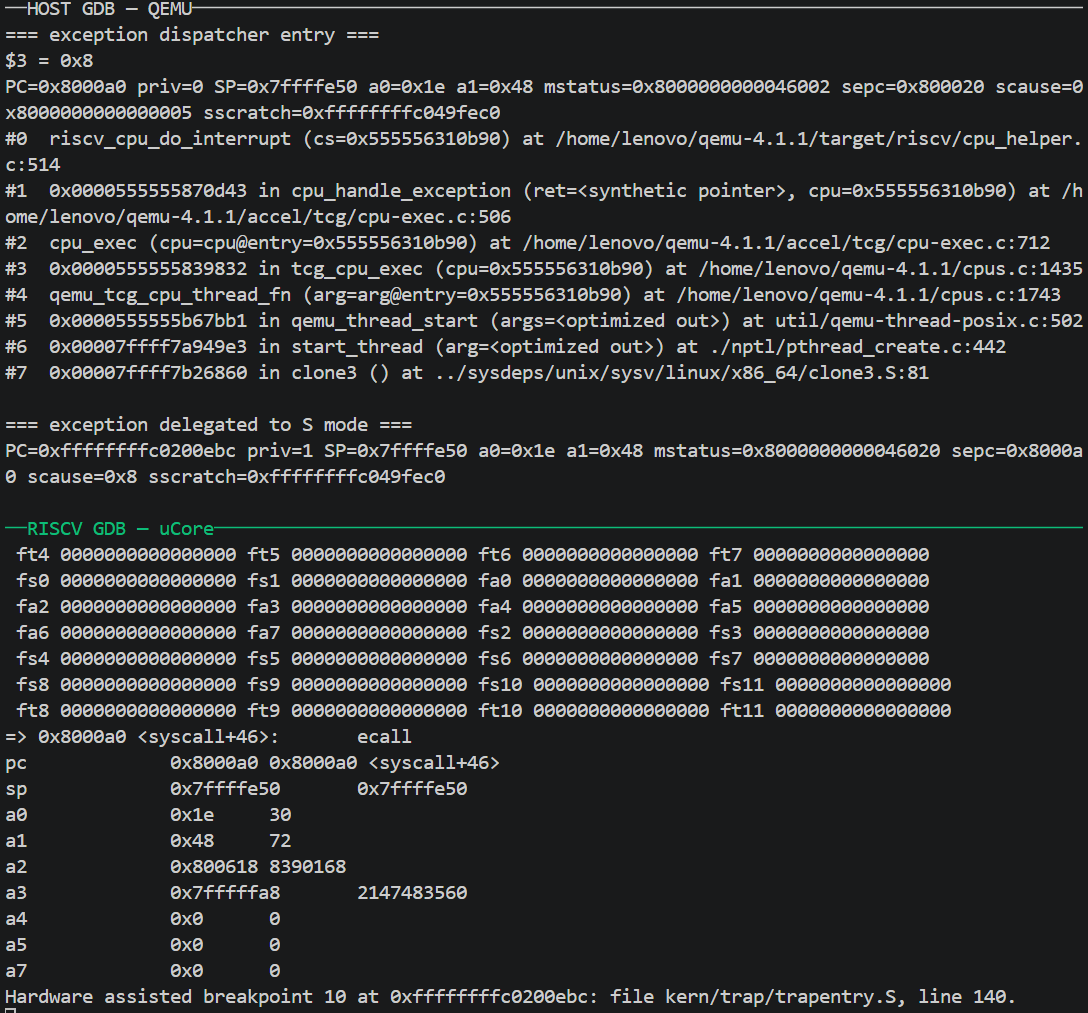 HOST GDB — QEMU
=== exception dispatcher entry ===
$3 = 0x8
PC=0x8000a0 priv=0 SP=0x7ffffe50 a0=0x1e a1=0x48 mstatus=0x8000000000046002 sepc=0x800020 scause=0
x8000000000000005 sscratch=0xffffffffc049fec0
#0  riscv_cpu_do_interrupt (cs=0x555556310b90) at /home/lenovo/qemu-4.1.1/target/riscv/cpu_helper.
c:514
#1  0x0000555555870d43 in cpu_handle_exception (ret=<synthetic pointer>, cpu=0x555556310b90) at /h
ome/lenovo/qemu-4.1.1/accel/tcg/cpu-exec.c:506
#2  cpu_exec (cpu=cpu@entry=0x555556310b90) at /home/lenovo/qemu-4.1.1/accel/tcg/cpu-exec.c:712
#3  0x0000555555839832 in tcg_cpu_exec (cpu=0x555556310b90) at /home/lenovo/qemu-4.1.1/cpus.c:1435
#4  qemu_tcg_cpu_thread_fn (arg=arg@entry=0x555556310b90) at /home/lenovo/qemu-4.1.1/cpus.c:1743
#5  0x0000555555b67bb1 in qemu_thread_start (args=<optimized out>) at util/qemu-thread-posix.c:502
#6  0x00007ffff7a949e3 in start_thread (arg=<optimized out>) at ./nptl/pthread_create.c:442
#7  0x00007ffff7b26860 in clone3 () at ../sysdeps/unix/sysv/linux/x86_64/clone3.S:81
=== exception delegated to S mode ===
PC=0xffffffffc0200ebc priv=1 SP=0x7ffffe50 a0=0x1e a1=0x48 mstatus=0x8000000000046020 sepc=0x8000a
0 scause=0x8 sscratch=0xffffffffc049fec0
RISCV GDB — uCore
ft4 0000000000000000 ft5 0000000000000000 ft6 0000000000000000 ft7 0000000000000000
fs0 0000000000000000 fs1 0000000000000000 fa0 0000000000000000 fa1 0000000000000000
fa2 0000000000000000 fa3 0000000000000000 fa4 0000000000000000 fa5 0000000000000000
fa6 0000000000000000 fa7 0000000000000000 fs2 0000000000000000 fs3 0000000000000000
fs4 0000000000000000 fs5 0000000000000000 fs6 0000000000000000 fs7 0000000000000000
fs8 0000000000000000 fs9 0000000000000000 fs10 0000000000000000 fs11 0000000000000000
ft8 0000000000000000 ft9 0000000000000000 ft10 0000000000000000 ft11 0000000000000000
=> 0x8000a0 <syscall+46>:       ecall
pc             0x8000a0 0x8000a0 <syscall+46>
sp             0x7ffffe50       0x7ffffe50
a0             0x1e     30
a1             0x48     72
a2             0x800618 8390168
a3             0x7fffffa8       2147483560
a4             0x0      0
a5             0x0      0
a7             0x0      0
Hardware assisted breakpoint 10 at 0xffffffffc0200ebc: file kern/trap/trapentry.S, line 140.